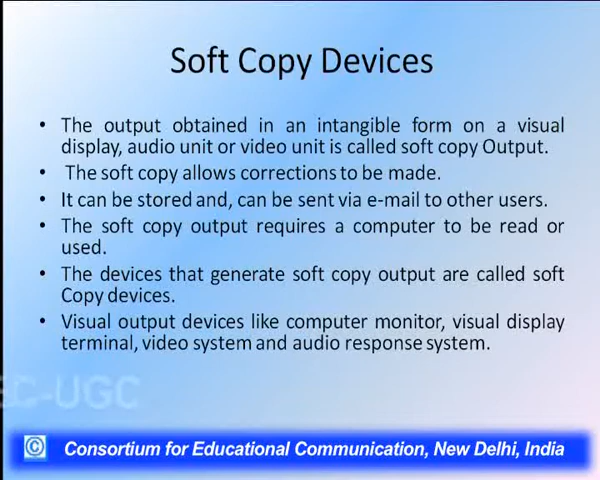 Soft Copy Devices
• The output obtained in an intangible form on a visual
display, audio unit or video unit is called soft copy Output.
• The soft copy allows corrections to be made.
• It can be stored and, can be sent via e-mail to other users.
• The soft copy output requires a computer to be read or
used.
• The devices that generate soft copy output are called soft
Copy devices.
• Visual output devices like computer monitor, visual display
terminal, video system and audio response system.
EC-UGC
© Consortium for Educational Communication, New Delhi, India